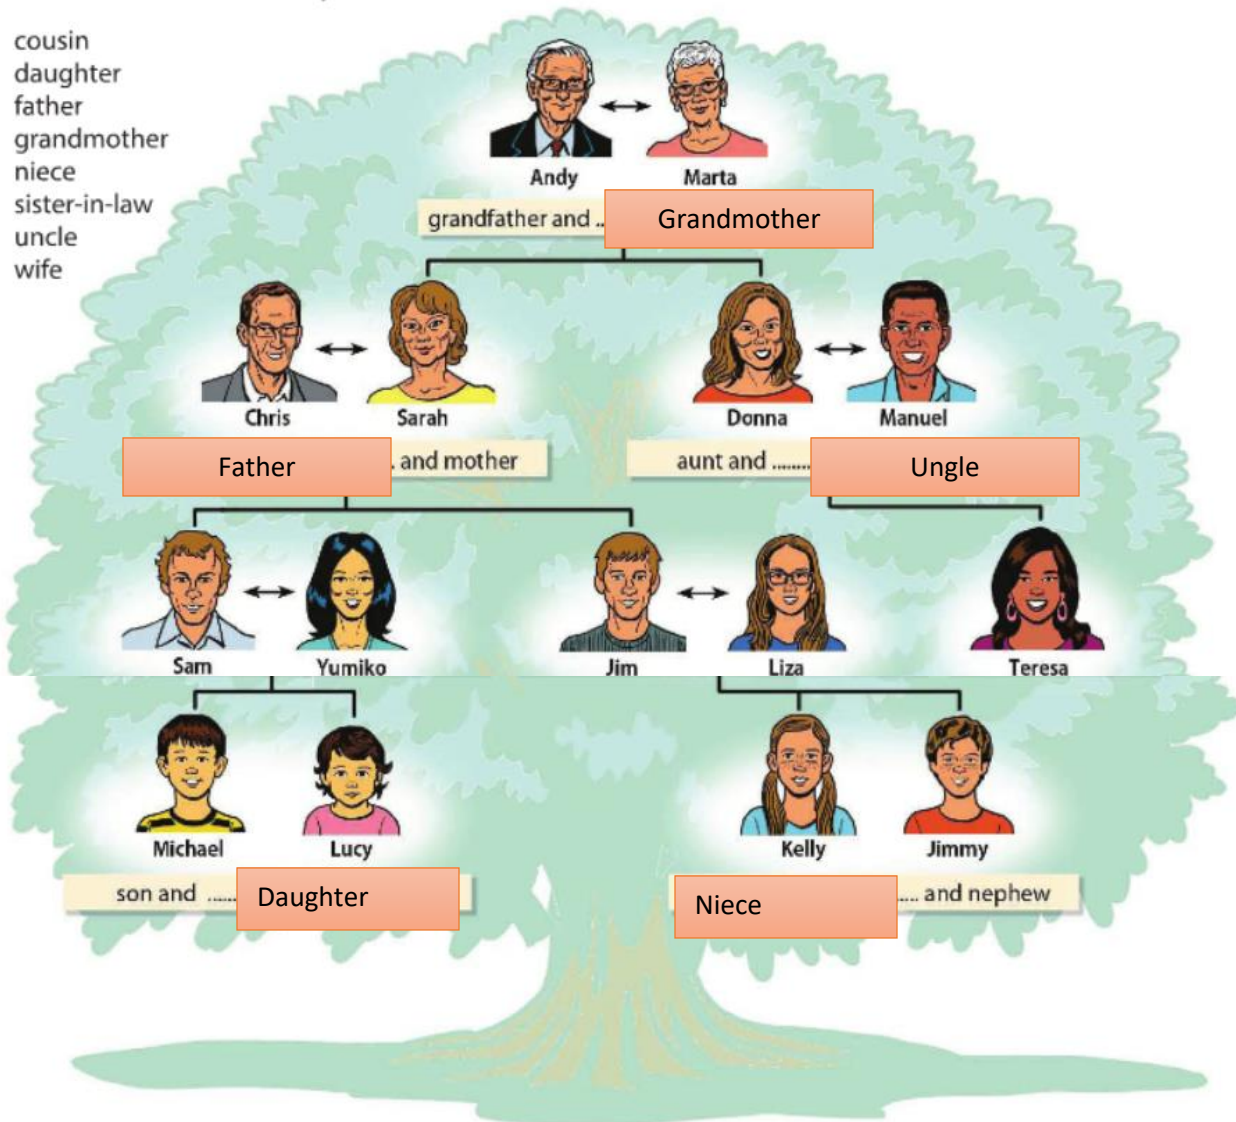 cousin
daughter
father
grandmother
niece
sister-in-law
uncle
wife
Andy Marta
grandfather and .. Grandmother
Chris Sarah Donna Manuel
Father . and mother aunt and ........ Ungle
Sam Yumiko Jim Liza Teresa
Michael Lucy Kelly Jimmy
son and ...... Daughter Niece ..... and nephew